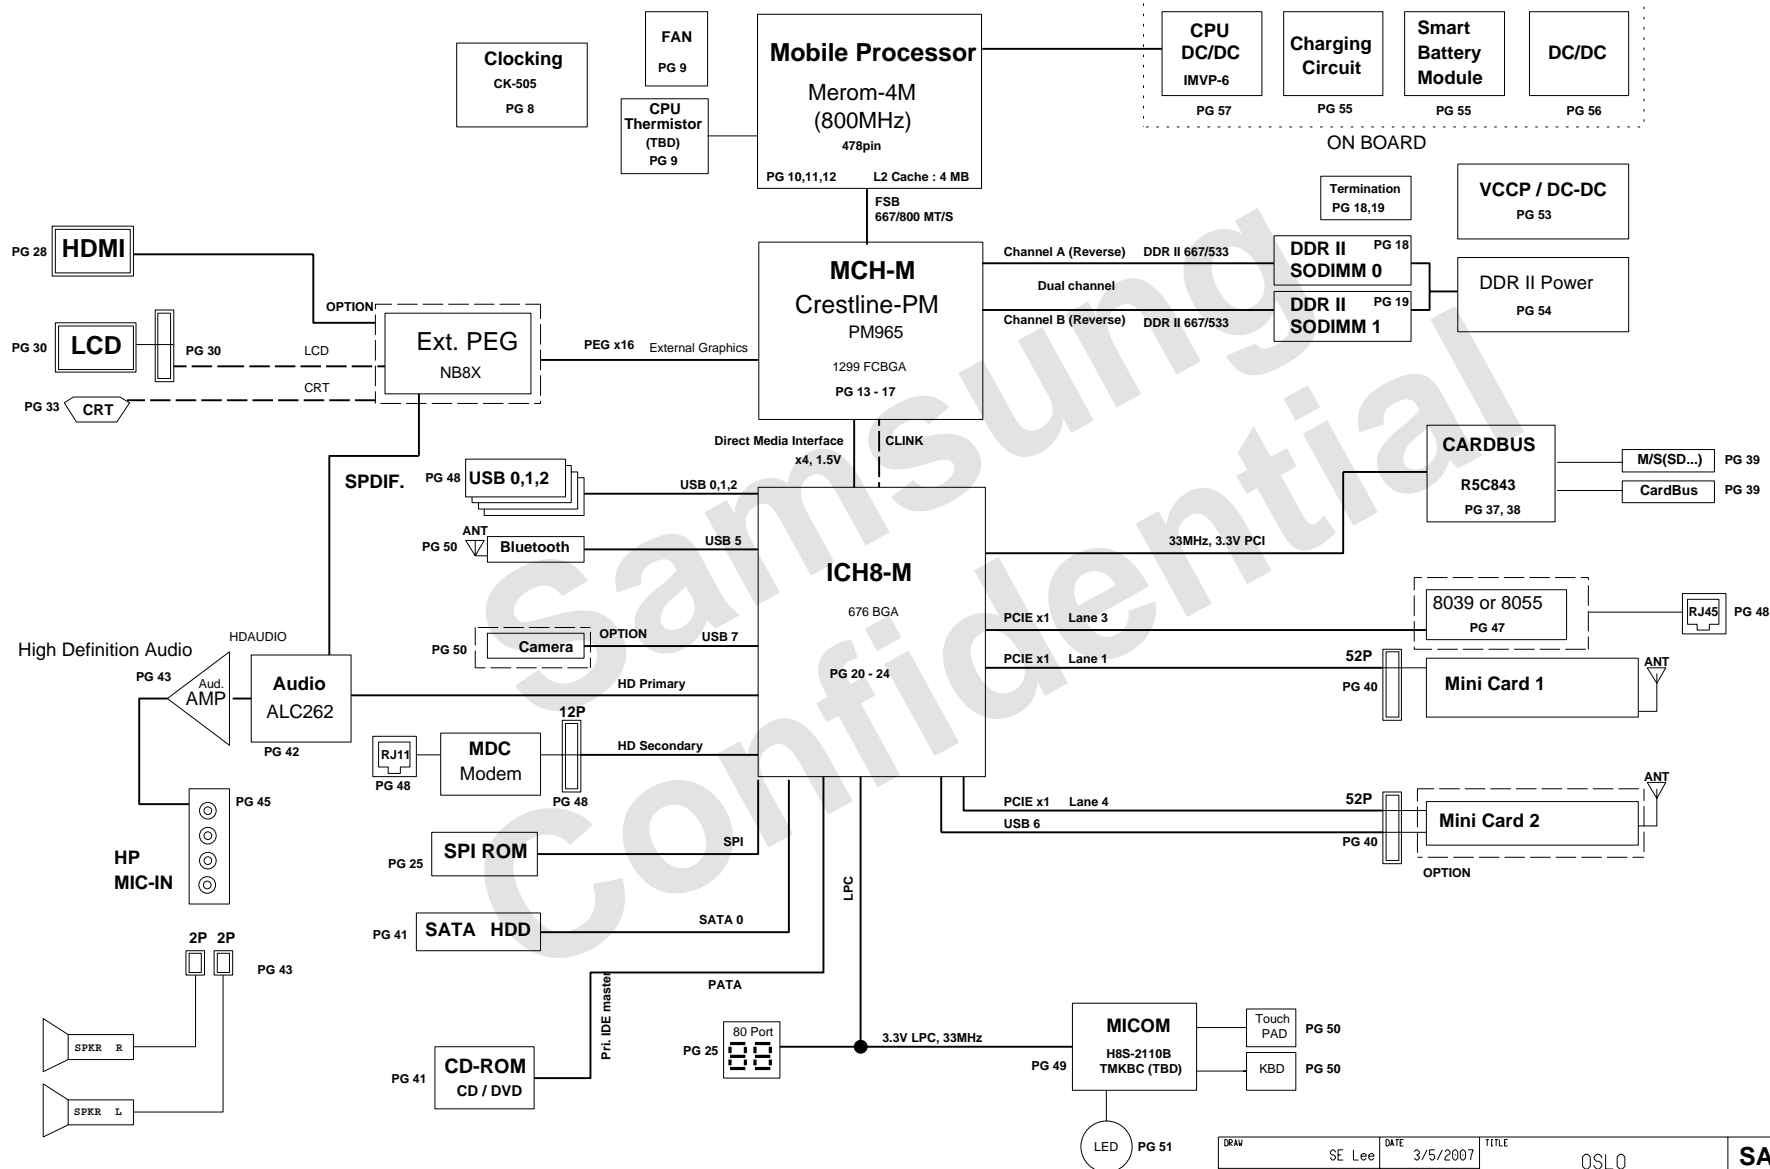 Clocking
CK-505
PG 8
FAN
PG 9
CPU
Thermistor
(TBD)
PG 9
Mobile Processor
Merom-4M
(800MHz)
478pin
PG 10,11,12
L2 Cache : 4 MB
CPU
DC/DC
IMVP-6
PG 57
Charging
Circuit
PG 55
Smart
Battery
Module
PG 55
DC/DC
PG 56
ON BOARD
FSB
667/800 MT/S
Termination
PG 18,19
VCCP / DC-DC
PG 53
PG 28
HDMI
OPTION
PG 30
LCD
PG 30
LCD
CRT
PG 33
CRT
Ext. PEG
NB8X
PEG x16
External Graphics
MCH-M
Crestline-PM
PM965
1299 FCBGA
PG 13 - 17
Channel A (Reverse)
DDR II 667/533
Dual channel
Channel B (Reverse)
DDR II 667/533
DDR II
PG 18
SODIMM 0
DDR II
PG 19
SODIMM 1
DDR II Power
PG 54
Direct Media Interface
x4, 1.5V
CLINK
SPDIF.
PG 48
USB 0,1,2
USB 0,1,2
ANT
PG 50
Bluetooth
USB 5
CARDBUS
R5C843
PG 37, 38
M/S(SD...)
PG 39
CardBus
PG 39
33MHz, 3.3V PCI
ICH8-M
676 BGA
PG 20 - 24
PG 50
Camera
OPTION
USB 7
PCIE x1
Lane 3
8039 or 8055
PG 47
RJ45
PG 48
PCIE x1
Lane 1
52P
PG 40
Mini Card 1
ANT
High Definition Audio
HDAUDIO
PG 43
Aud.
AMP
Audio
ALC262
PG 42
HD Primary
RJ11
PG 48
MDC
Modem
12P
PG 48
HD Secondary
PG 45
HP
MIC-IN
PG 25
SPI ROM
SPI
PCIE x1
Lane 4
USB 6
52P
PG 40
Mini Card 2
ANT
OPTION
LPC
PG 41
SATA HDD
SATA 0
2P
2P
PG 43
PATA
Pri. IDE master
SPKR R
SPKR L
PG 41
CD-ROM
CD / DVD
80 Port
88
PG 25
3.3V LPC, 33MHz
MICOM
H8S-2110B
TMKBC (TBD)
PG 49
Touch
PAD
PG 50
KBD
PG 50
LED
PG 51
DRAW
SE Lee
DATE
3/5/2007
TITLE
OSLO
SA
Samsung
Confidential